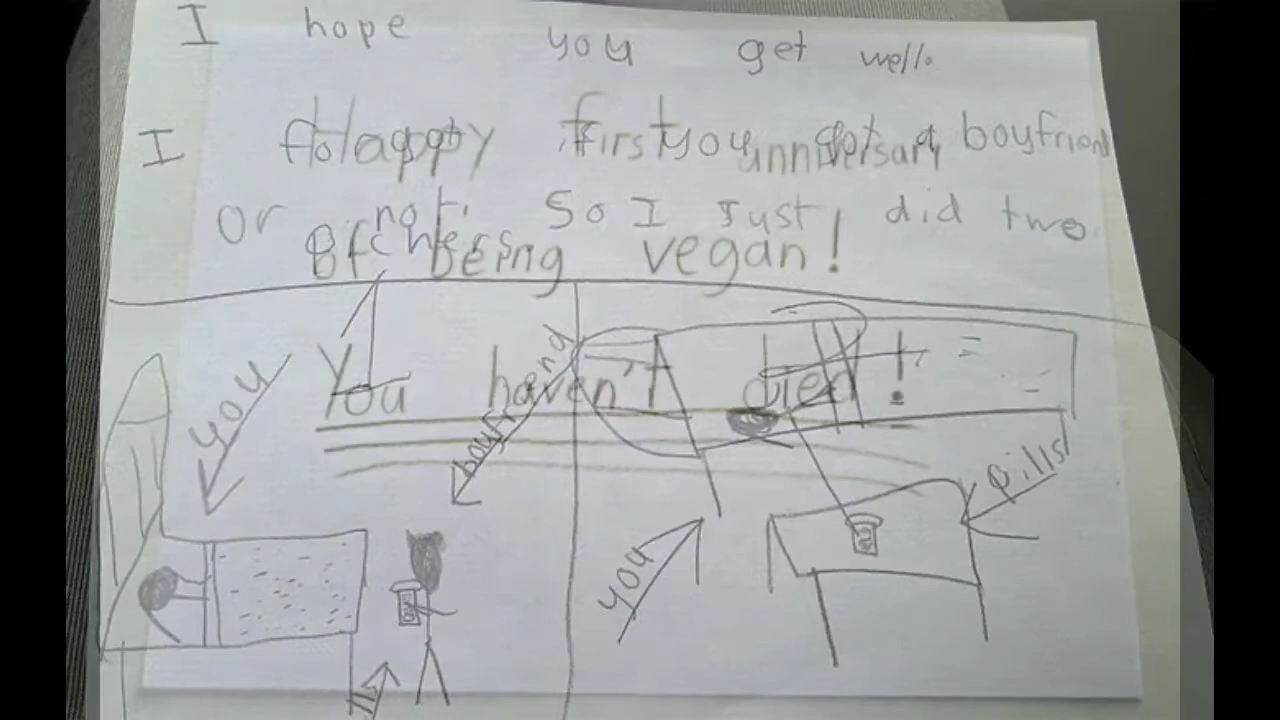 I hope you get well.
I you got a boyfriend
Happy first anniversary
or not. So I Just did two
Of being vegan!
You haven't died!
you
boyfriend
you
pills